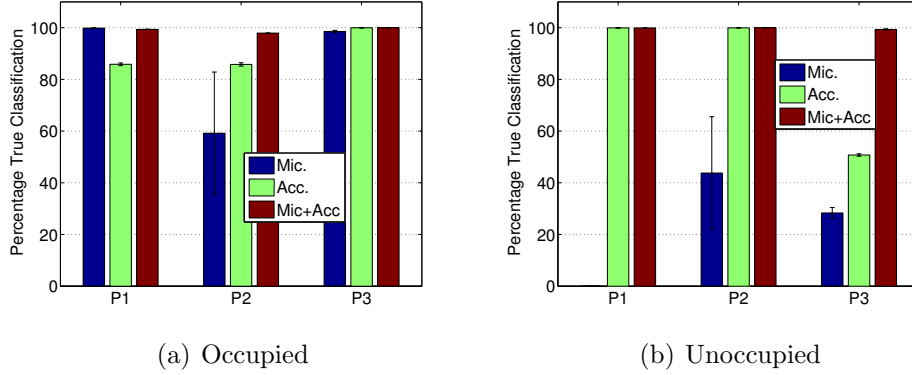 Percentage True Classification
100
80
60
40
20
0
Mic.
Acc.
Mic+Acc
P1 P2 P3
(a) Occupied
Percentage True Classification
100
80
60
40
20
0
Mic.
Acc.
Mic+Acc
P1 P2 P3
(b) Unoccupied